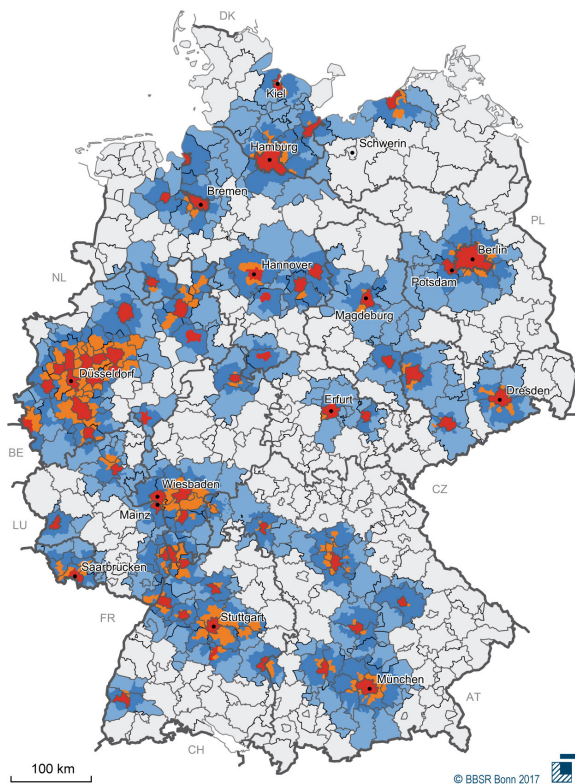 DK
Kiel
Schwerin
Hamburg
Bremen
PL
Berlin
Hannover
NL
Potsdam
Magdeburg
Düsseldorf
Dresden
Erfurt
BE
Wiesbaden
CZ
Mainz
LU
Saarbrücken
FR
Stuttgart
München
AT
CH
100 km
© BBSR Bonn 2017